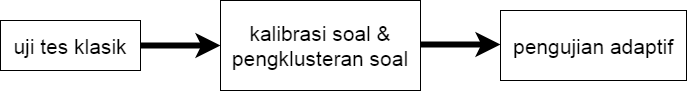 uji tes klasik
kalibrasi soal &
pengklusteran soal
pengujian adaptif